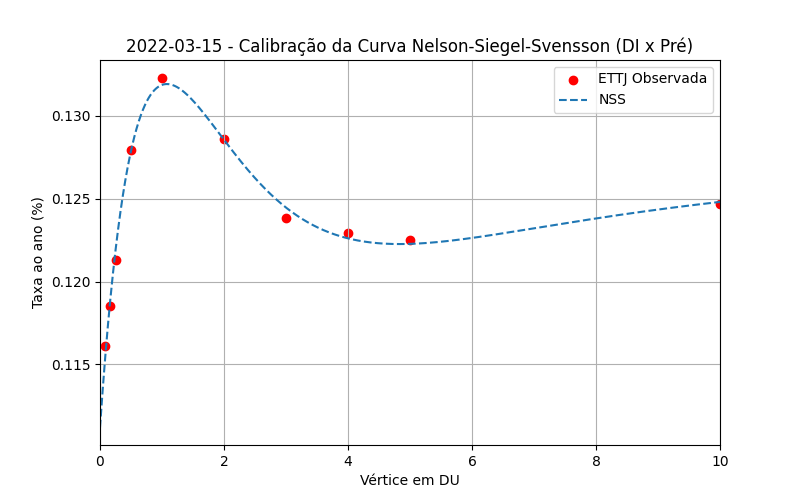 2022-03-15 - Calibração da Curva Nelson-Siegel-Svensson (DI x Pré)
ETTJ Observada
NSS
Taxa ao ano (%)
0.130
0.125
0.120
0.115
0 2 4 6 8 10
Vértice em DU